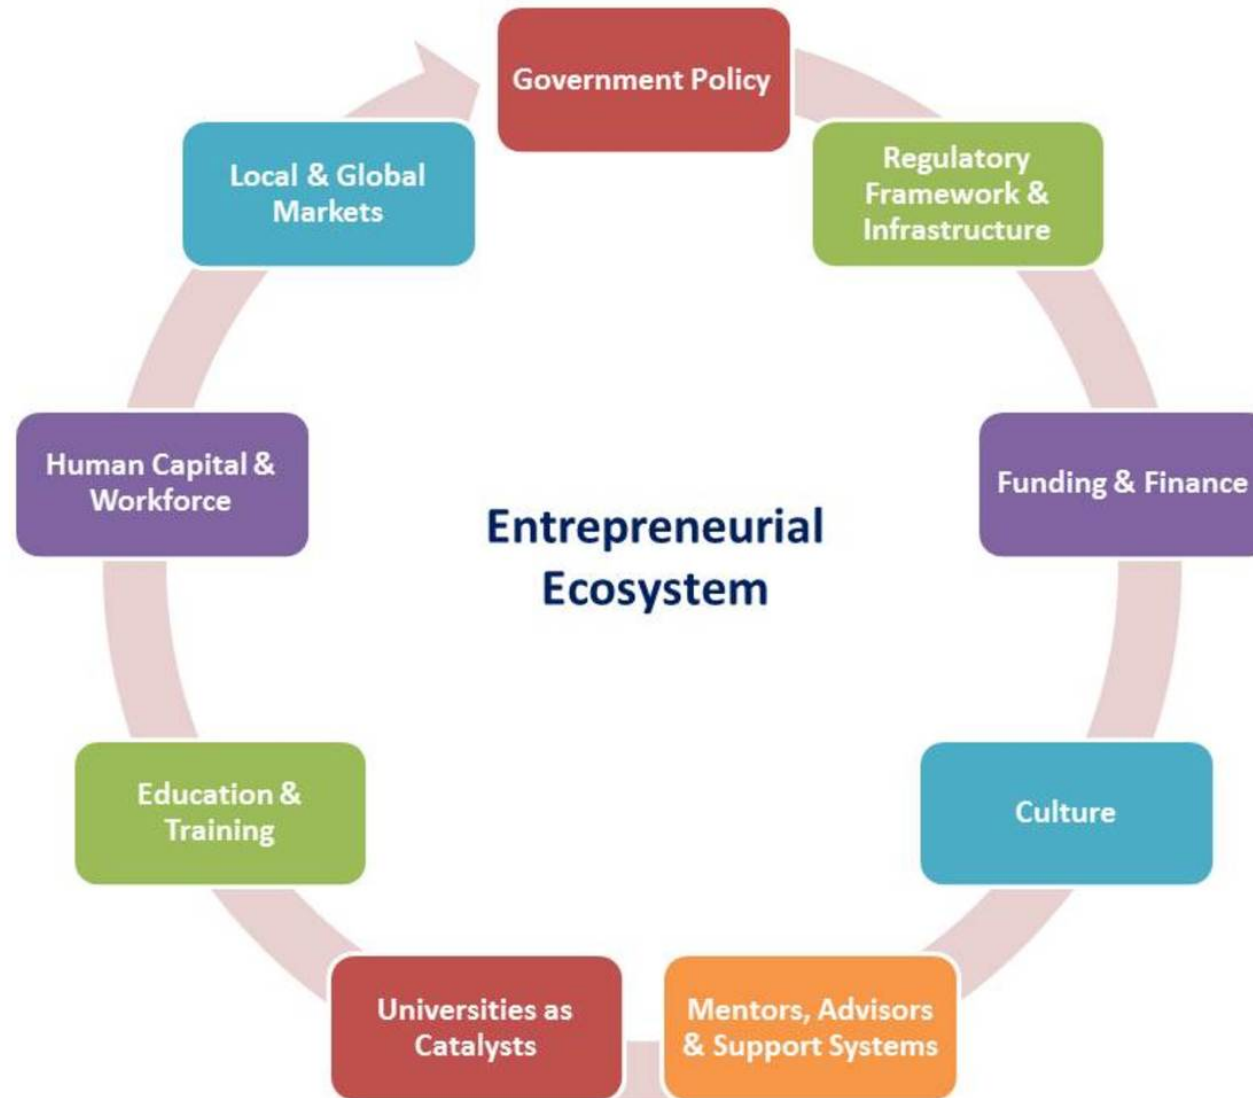 Government Policy
Regulatory
Framework &
Infrastructure
Funding & Finance
Culture
Mentors, Advisors
& Support Systems
Universities as
Catalysts
Education &
Training
Human Capital &
Workforce
Local & Global
Markets
Entrepreneurial
Ecosystem